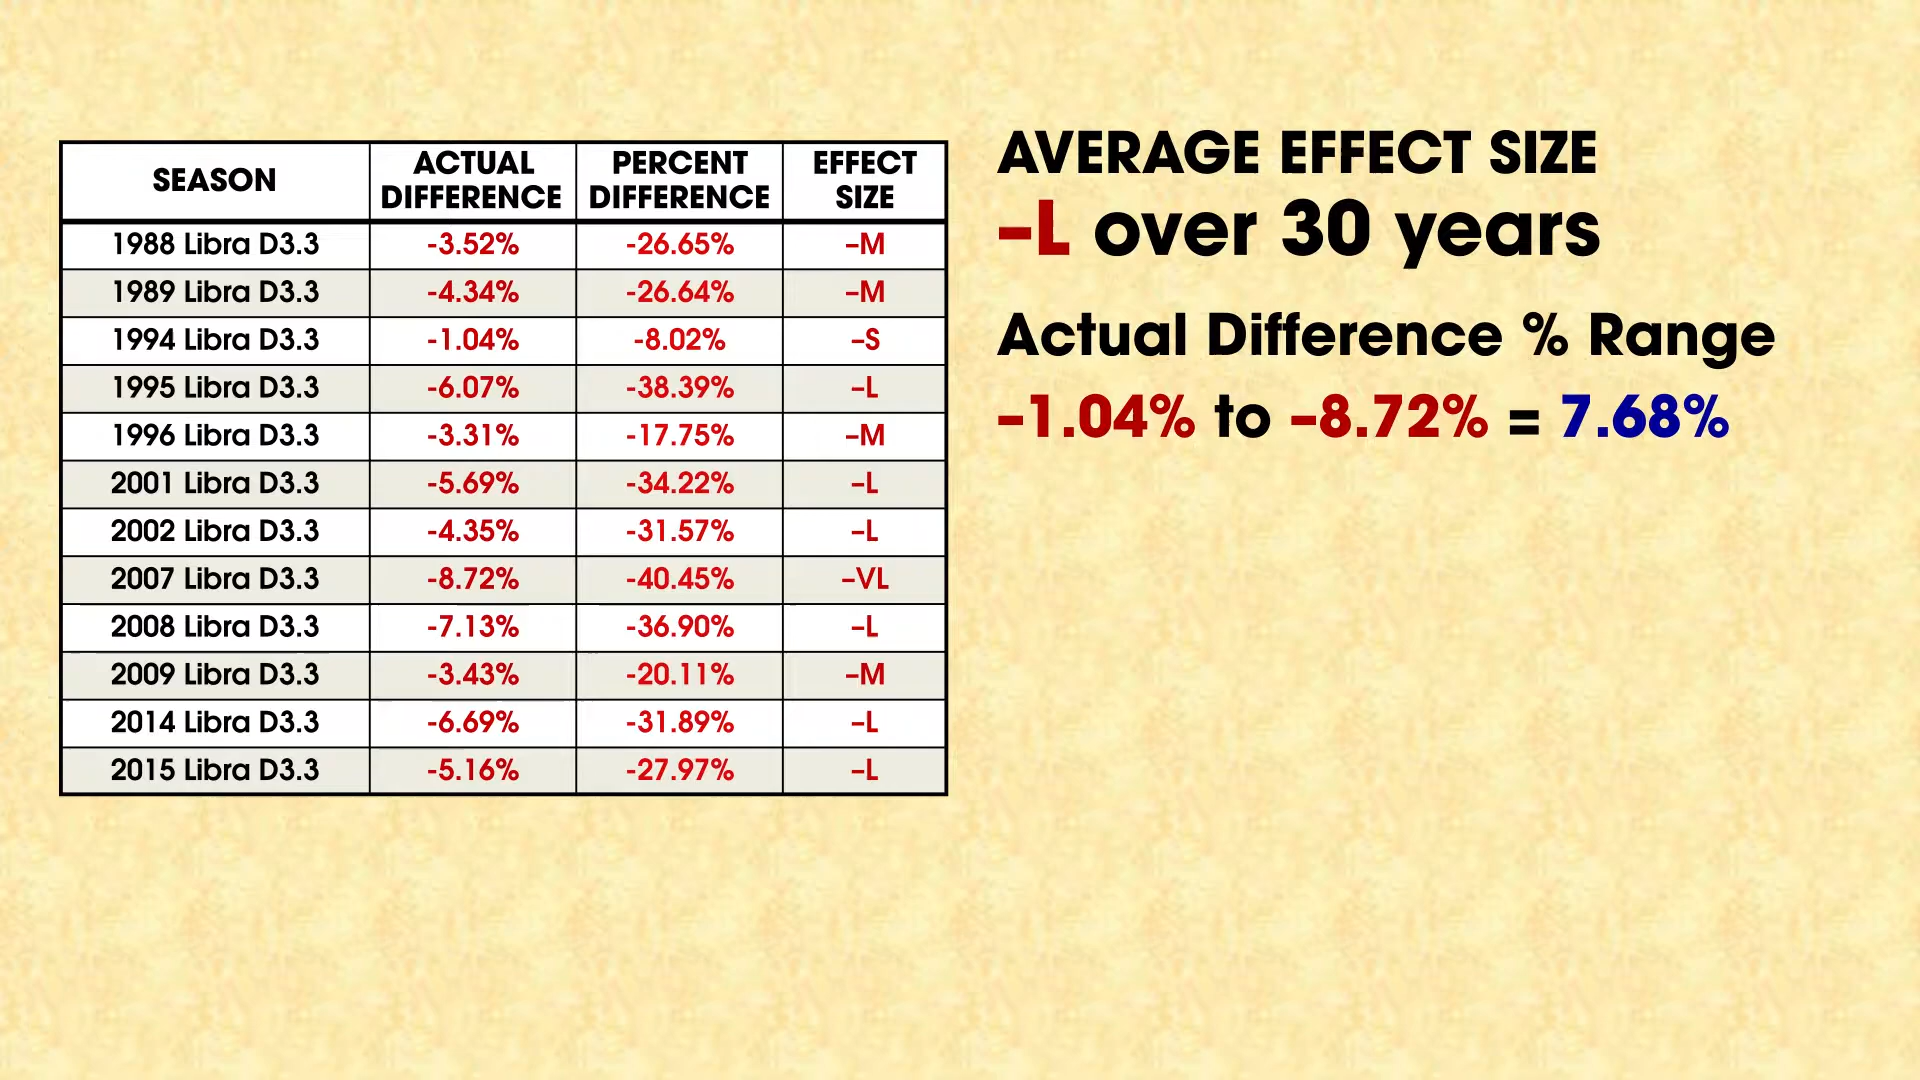 SEASON ACTUAL DIFFERENCE PERCENT DIFFERENCE EFFECT SIZE
1988 Libra D3.3 -3.52% -26.65% –M
1989 Libra D3.3 -4.34% -26.64% –M
1994 Libra D3.3 -1.04% -8.02% –S
1995 Libra D3.3 -6.07% -38.39% –L
1996 Libra D3.3 -3.31% -17.75% –M
2001 Libra D3.3 -5.69% -34.22% –L
2002 Libra D3.3 -4.35% -31.57% –L
2007 Libra D3.3 -8.72% -40.45% –VL
2008 Libra D3.3 -7.13% -36.90% –L
2009 Libra D3.3 -3.43% -20.11% –M
2014 Libra D3.3 -6.69% -31.89% –L
2015 Libra D3.3 -5.16% -27.97% –L
AVERAGE EFFECT SIZE
–L over 30 years
Actual Difference % Range
–1.04% to –8.72% = 7.68%